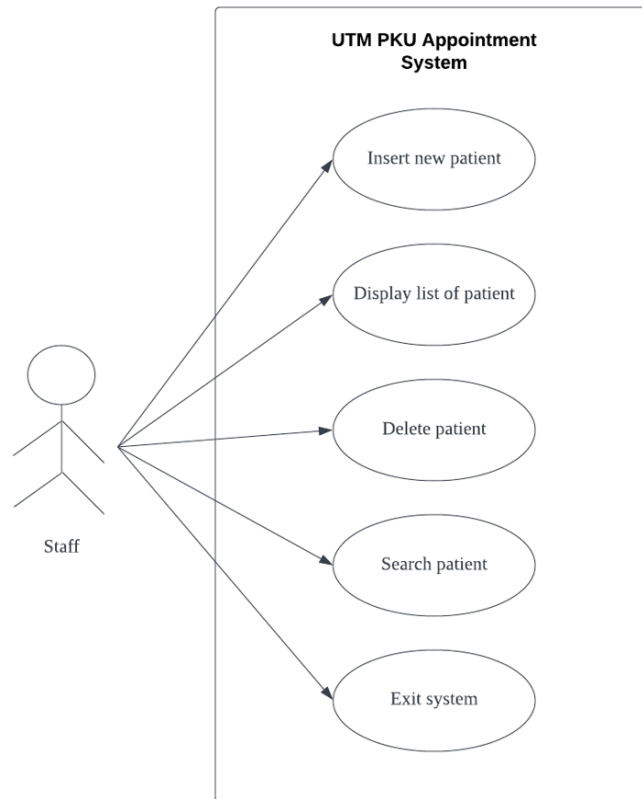 UTM PKU Appointment
System
Insert new patient
Display list of patient
Delete patient
Search patient
Exit system
Staff